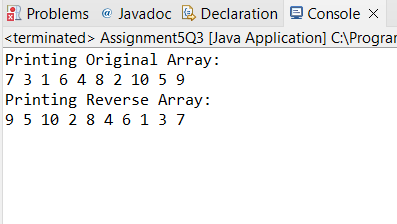 Problems @ Javadoc Declaration Console
<terminated> Assignment5Q3 [Java Application] C:\Progran
Printing Original Array:
7 3 1 6 4 8 2 10 5 9
Printing Reverse Array:
9 5 10 2 8 4 6 1 3 7